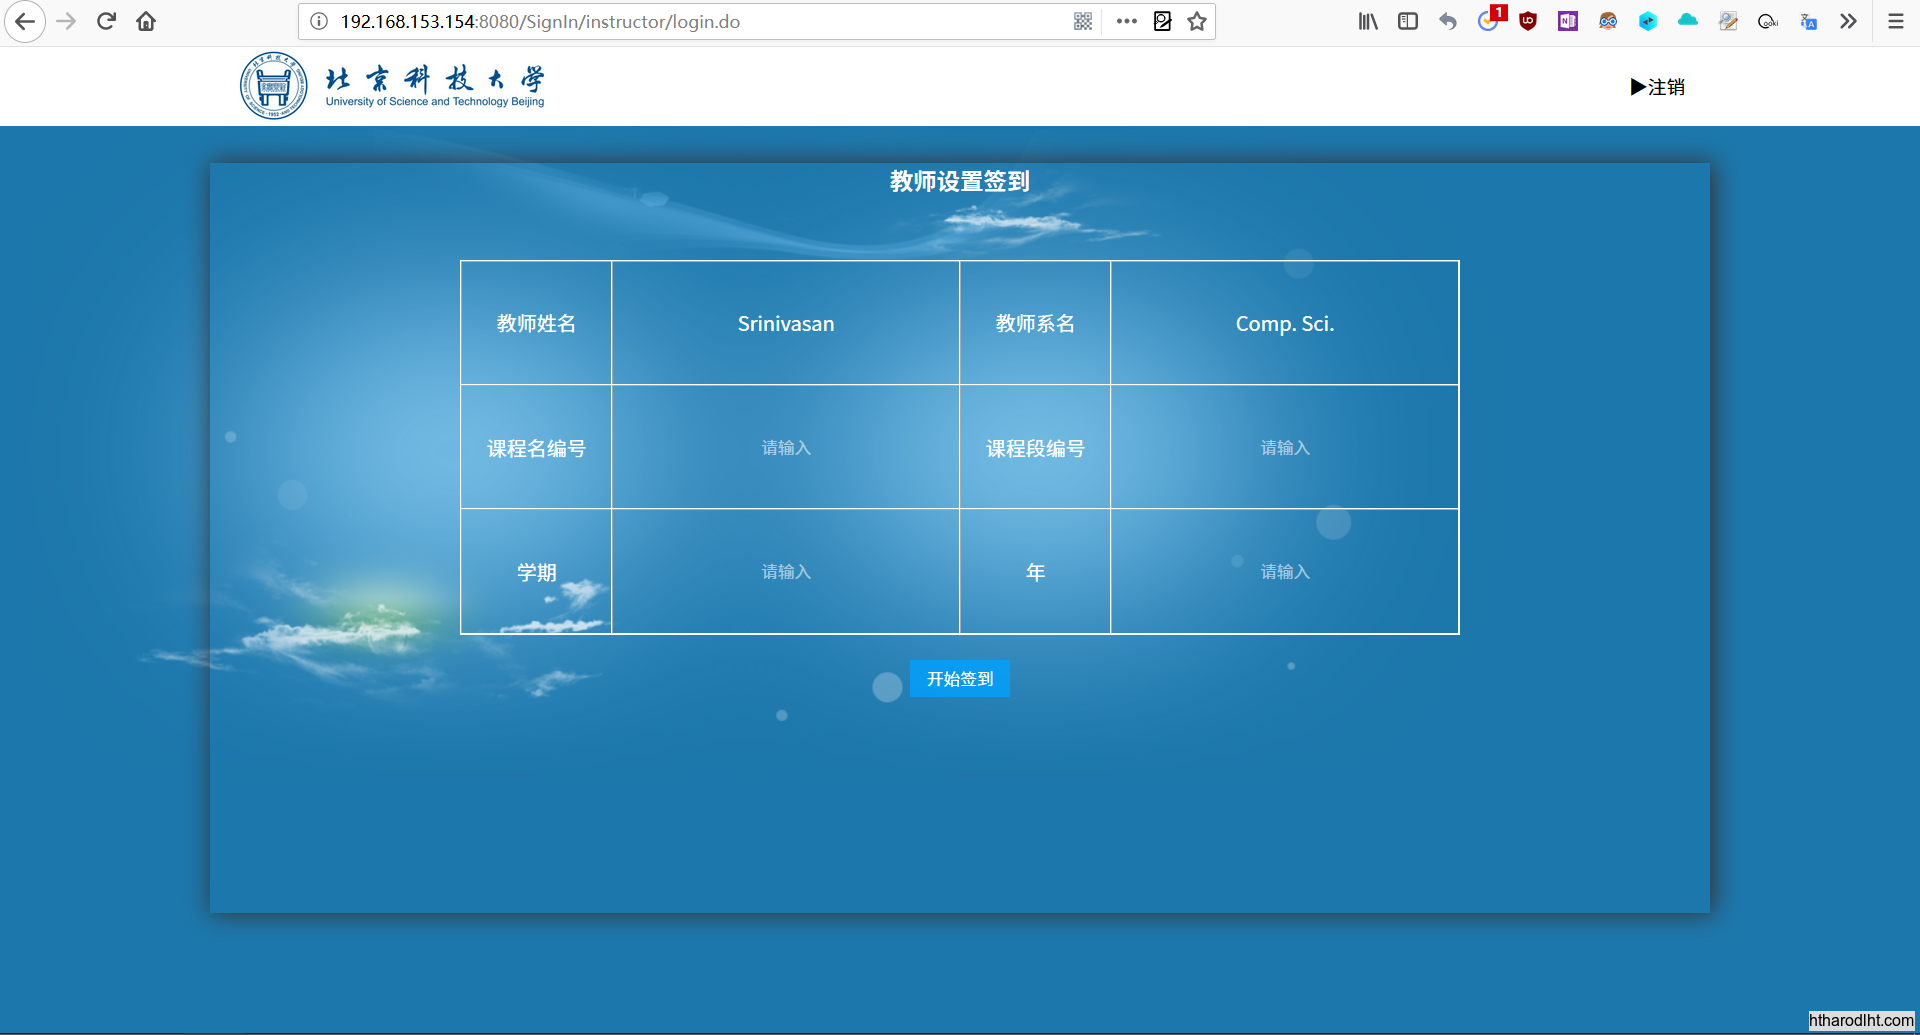 192.168.153.154:8080/SignIn/instructor/login.do
1
北京科技大学
University of Science and Technology Beijing
▶注销
教师设置签到
教师姓名 Srinivasan 教师系名 Comp. Sci.
课程名编号 请输入 课程段编号 请输入
学期 请输入 年 请输入
开始签到
htharodlht.com